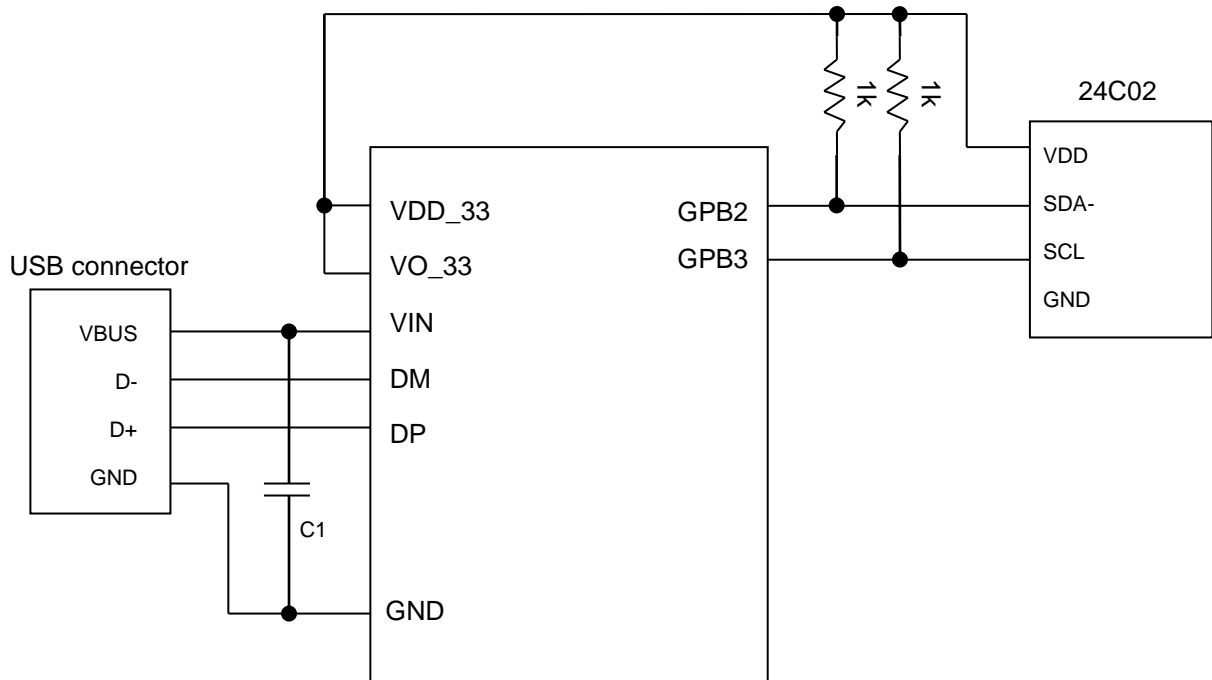 1k
1k
24C02
VDD
SDA-
SCL
GND
VDD_33
VO_33
VIN
DM
DP
GND
GPB2
GPB3
USB connector
VBUS
D-
D+
GND
C1